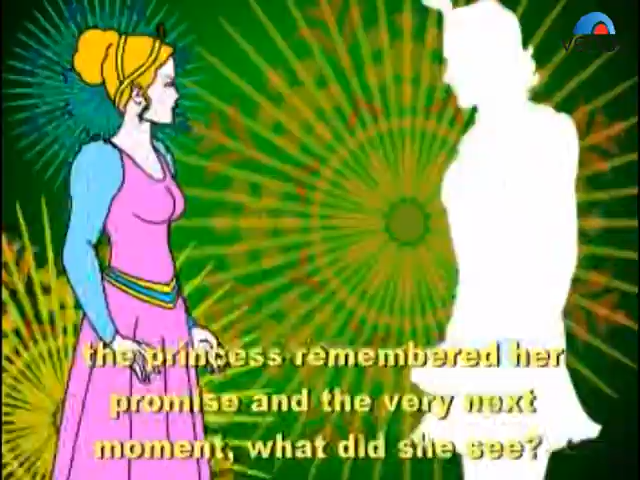 the princess remembered her
promise and the very next
moment, what did she see?